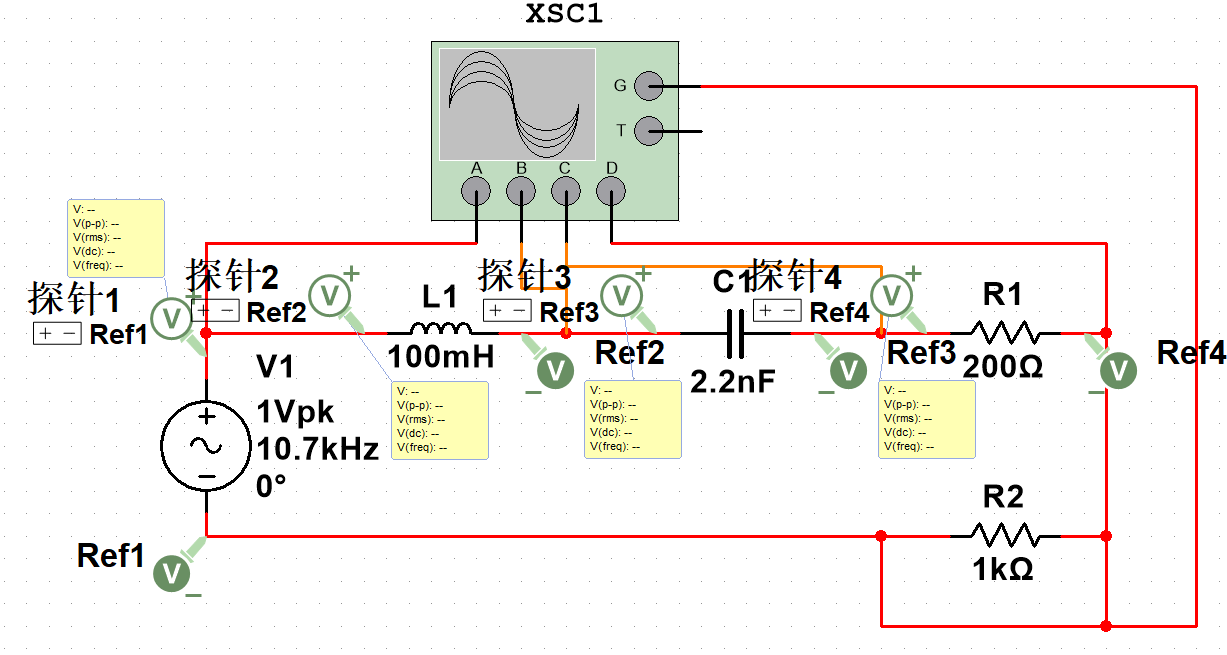 XSC1
G
T
A B C D
V: --
V(p-p): --
V(rms): --
V(dc): --
V(freq): --
探针1
Ref1
探针2
Ref2
探针3
Ref3
探针4
Ref4
L1
100mH
C1
2.2nF
R1
200Ω
Ref2
Ref3
Ref4
V
V
V
V
V
V
V
V1
1Vpk
10.7kHz
0°
V: --
V(p-p): --
V(rms): --
V(dc): --
V(freq): --
V: --
V(p-p): --
V(rms): --
V(dc): --
V(freq): --
V: --
V(p-p): --
V(rms): --
V(dc): --
V(freq): --
R2
1kΩ
Ref1
V